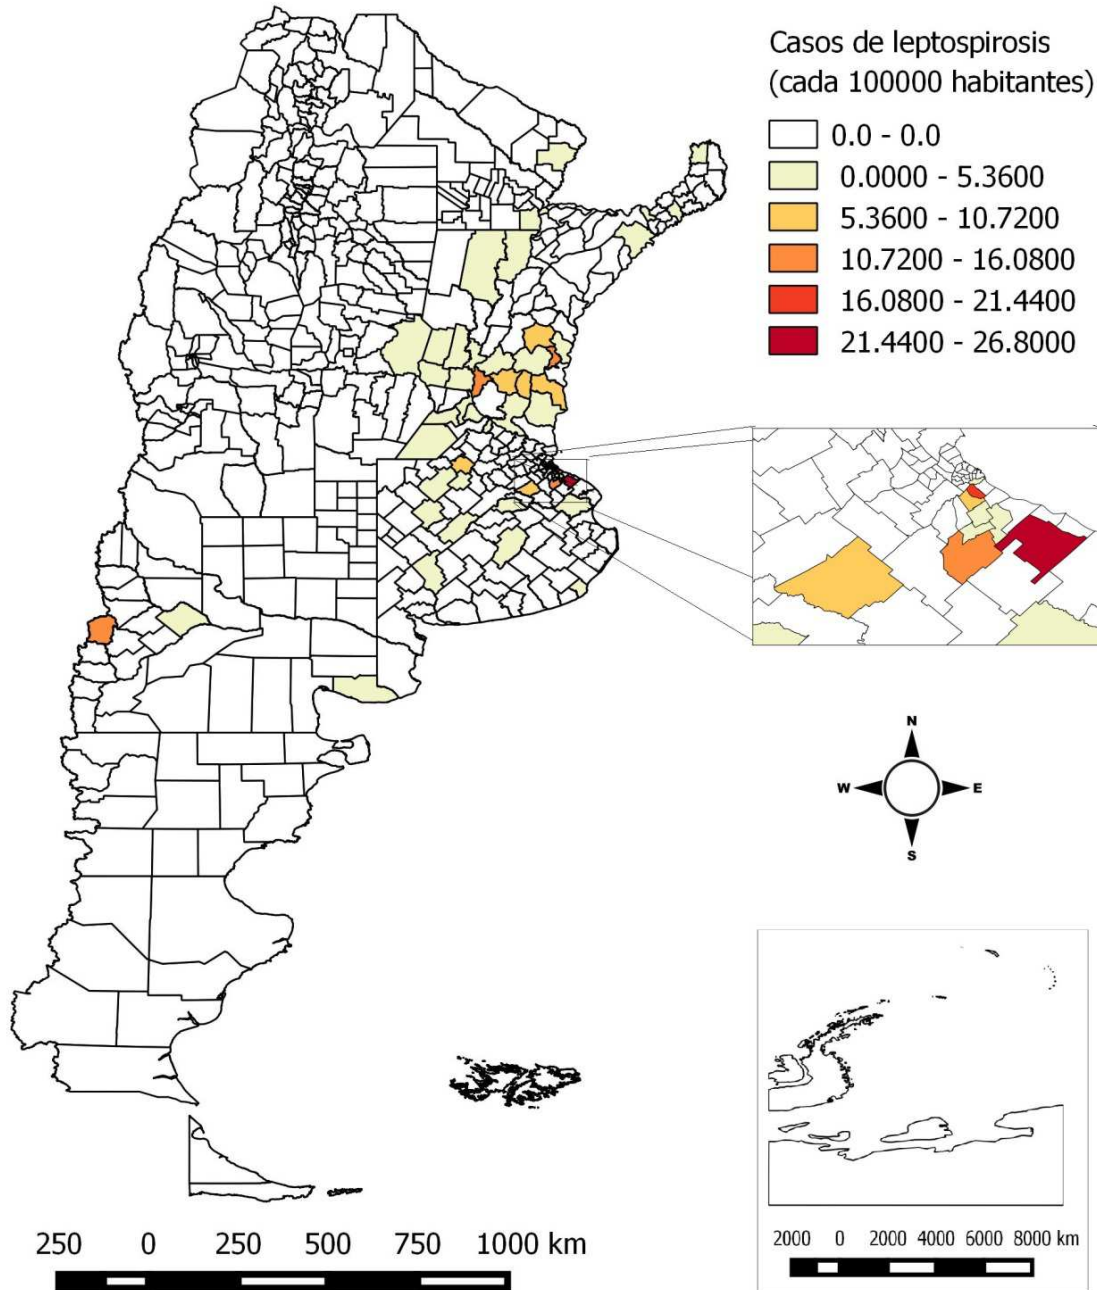 Casos de leptospirosis
(cada 100000 habitantes)
0.0 - 0.0
0.0000 - 5.3600
5.3600 - 10.7200
10.7200 - 16.0800
16.0800 - 21.4400
21.4400 - 26.8000
N
W E
S
250 0 250 500 750 1000 km
2000 0 2000 4000 6000 8000 km